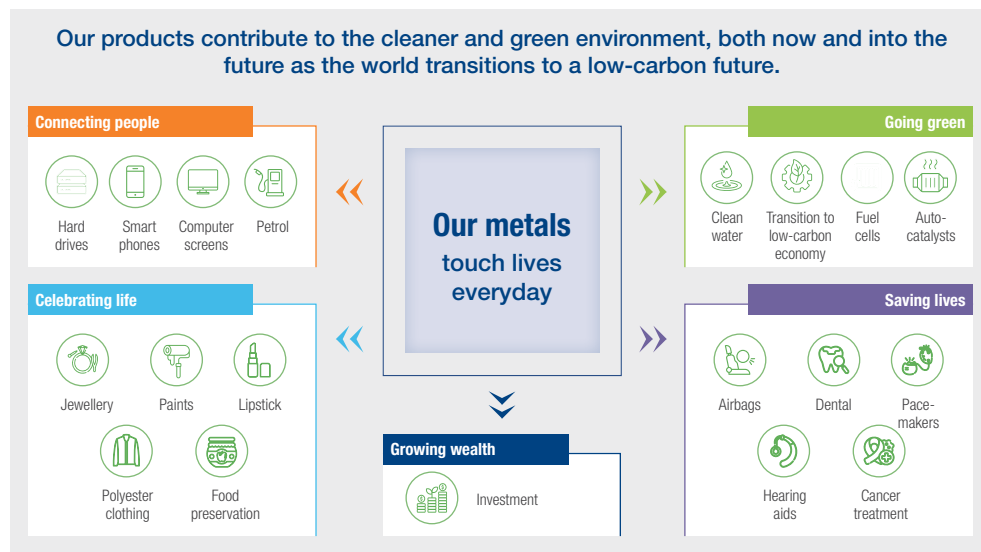 Our products contribute to the cleaner and green environment, both now and into the
future as the world transitions to a low-carbon future.
Connecting people
Hard
drives
Smart
phones
Computer
screens
Petrol
Our metals
touch lives
everyday
Going green
Clean
water
Transition to
low-carbon
economy
Fuel
cells
Auto-
catalysts
Celebrating life
Jewellery
Paints
Lipstick
Polyester
clothing
Food
preservation
Growing wealth
Investment
Saving lives
Airbags
Dental
Pace-
makers
Hearing
aids
Cancer
treatment